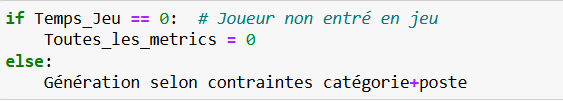 if Temps_Jeu == 0:  # Joueur non entré en jeu
    Toutes_les_metrics = 0
else:
    Génération selon contraintes catégorie+poste